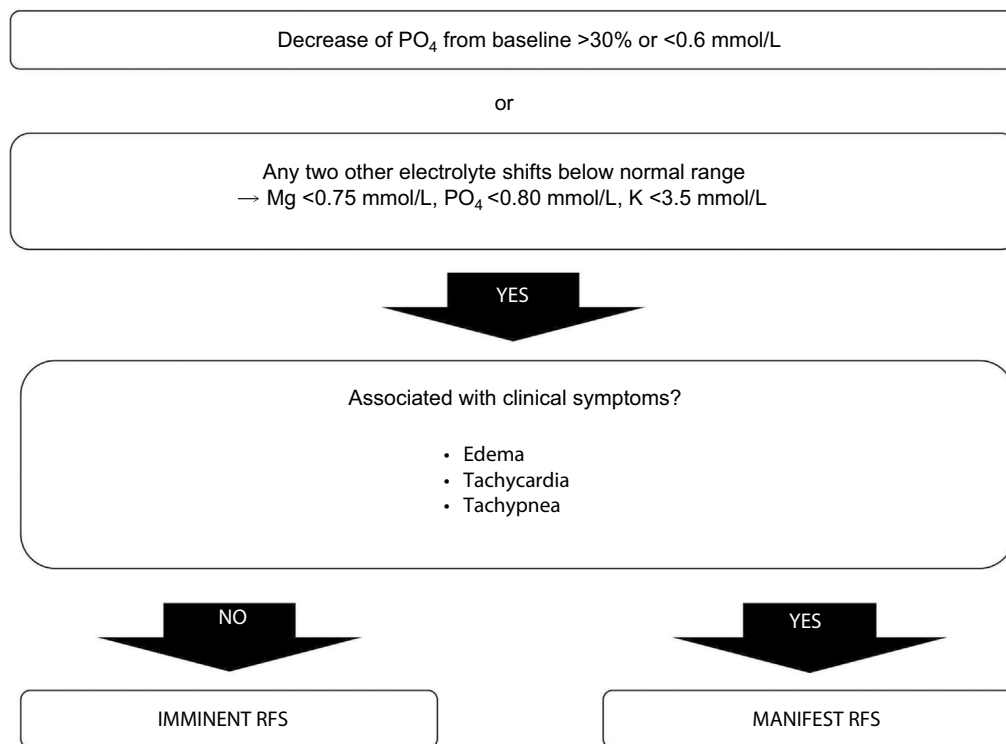 Decrease of PO₄ from baseline >30% or <0.6 mmol/L
or
Any two other electrolyte shifts below normal range
→ Mg <0.75 mmol/L, PO₄ <0.80 mmol/L, K <3.5 mmol/L
YES
Associated with clinical symptoms?
• Edema
• Tachycardia
• Tachypnea
NO
YES
IMMINENT RFS
MANIFEST RFS